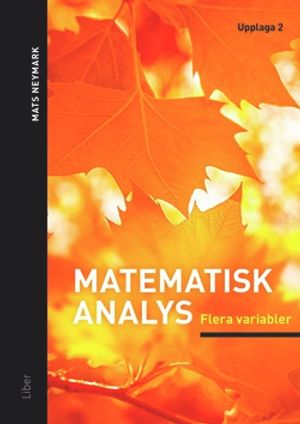 Upplaga 2
MATS NEYMARK
MATEMATISK
ANALYS Flera variabler
Liber